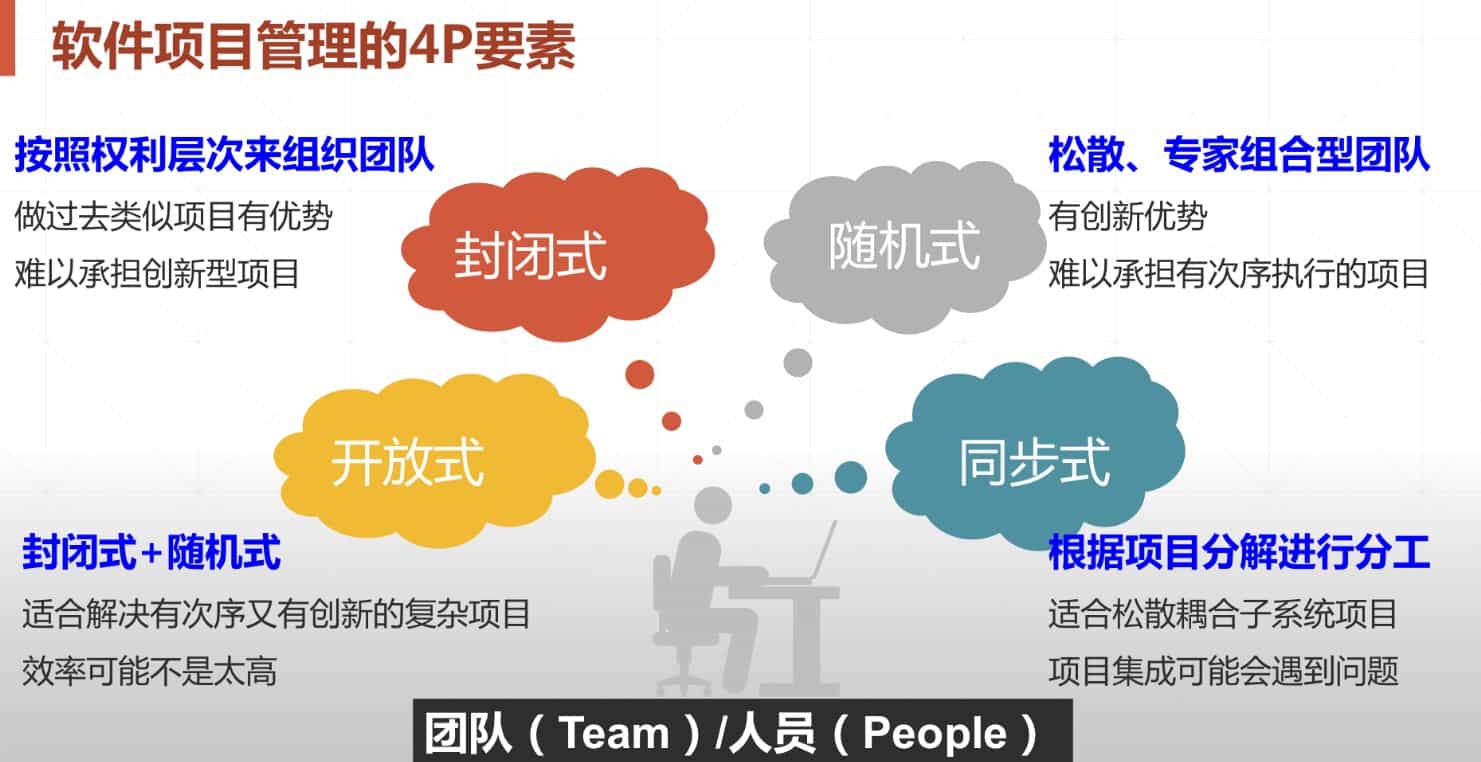 软件项目管理的4P要素
按照权利层次来组织团队
做过去类似项目有优势
难以承担创新型项目
封闭式
随机式
松散、专家组合型团队
有创新优势
难以承担有次序执行的项目
开放式
同步式
封闭式+随机式
适合解决有次序又有创新的复杂项目
效率可能不是太高
根据项目分解进行分工
适合松散耦合子系统项目
项目集成可能会遇到问题
团队（Team）/人员（People）